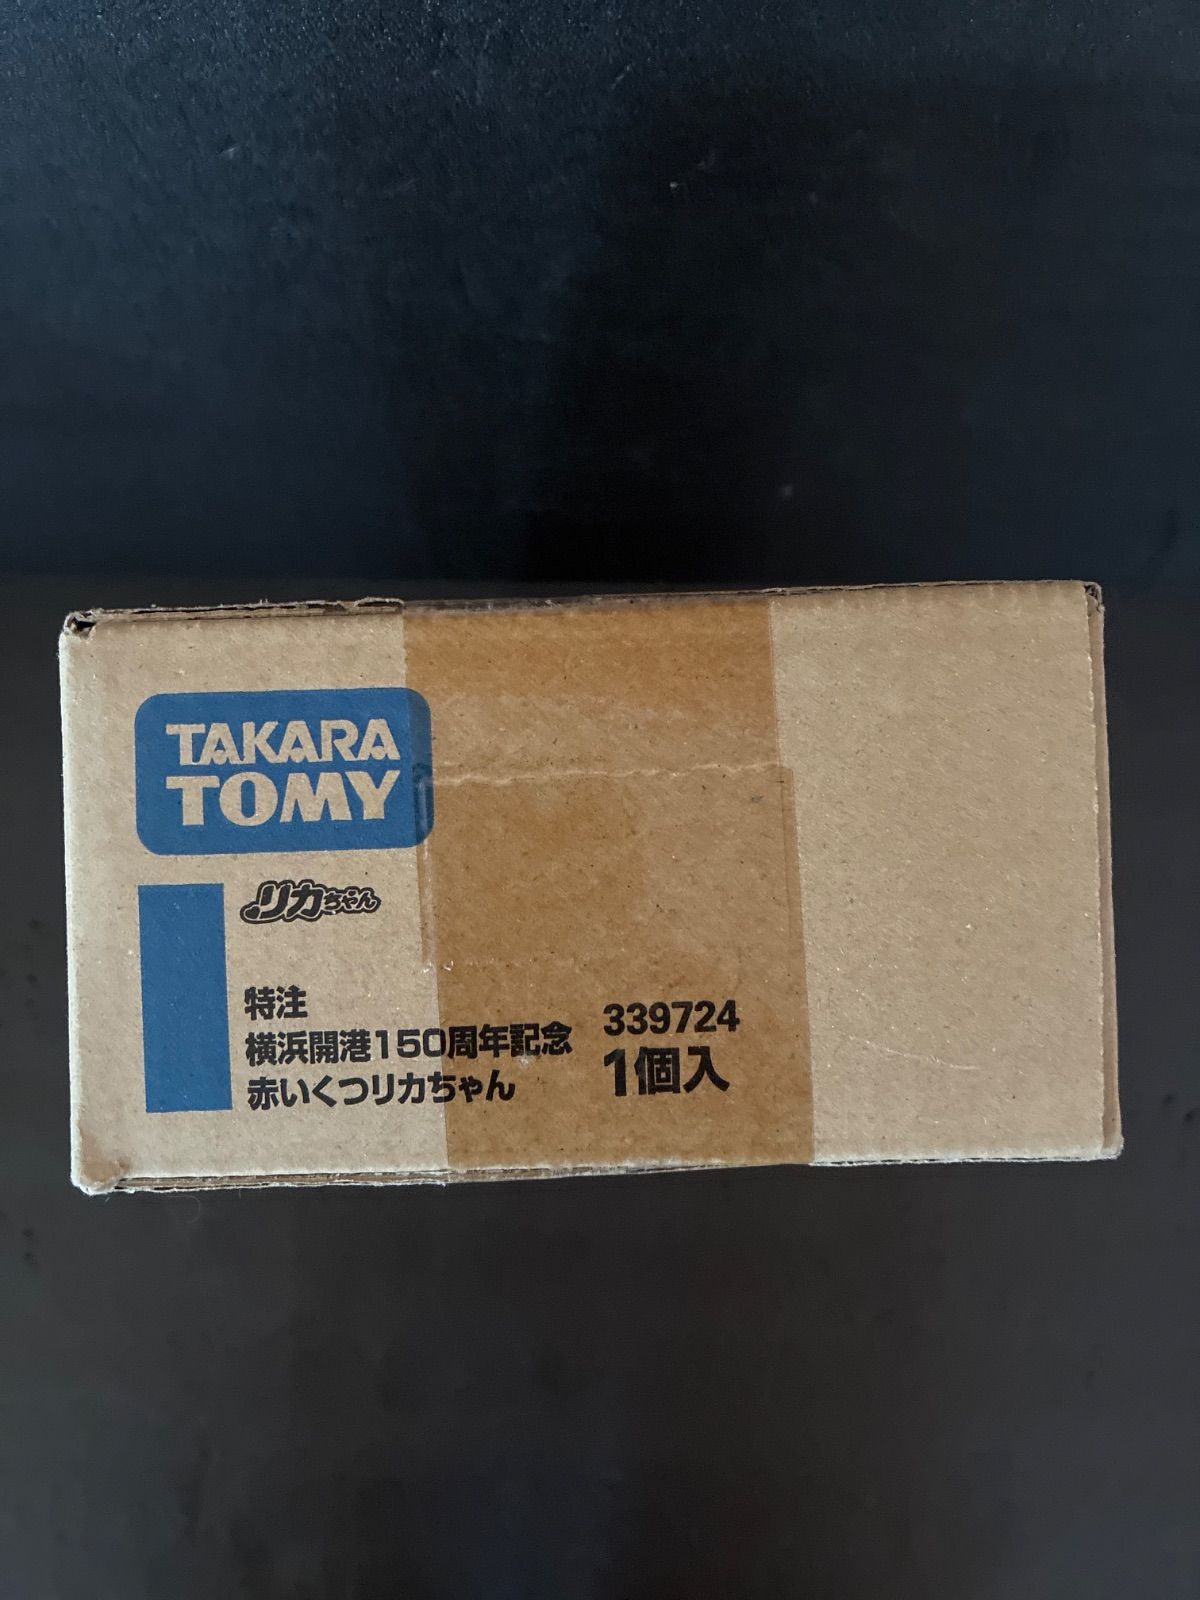 TAKARA
TOMY
リカちゃん
特注
横浜開港150周年記念
赤いくつリカちゃん
339724
1個入